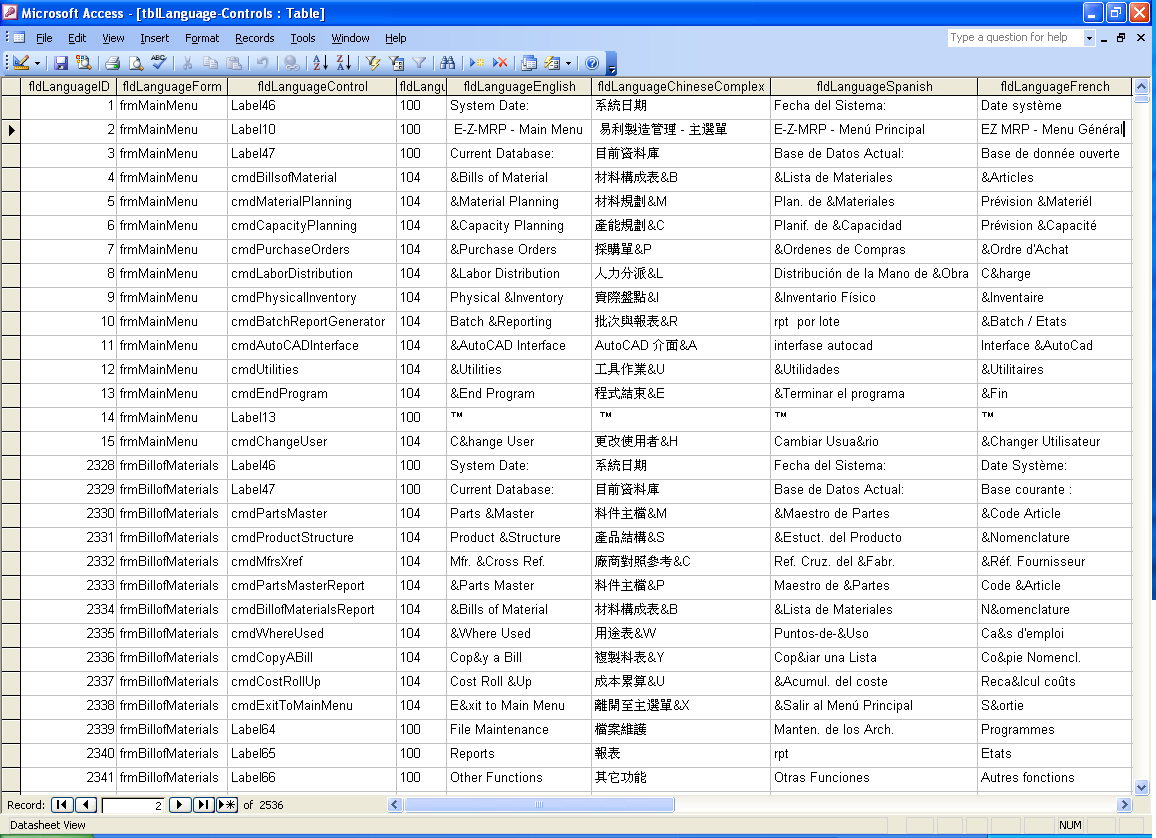 Microsoft Access - [tblLanguage-Controls : Table]
File Edit View Insert Format Records Tools Window Help Type a question for help
fldLanguageID fldLanguageForm fldLanguageControl fldLangu fldLanguageEnglish fldLanguageChineseComplex fldLanguageSpanish fldLanguageFrench
1 frmMainMenu Label46 100 System Date: 系統日期 Fecha del Sistema: Date système
2 frmMainMenu Label10 100 E-Z-MRP - Main Menu 易利製造管理 - 主選單 E-Z-MRP - Menú Principal EZ MRP - Menu Général
3 frmMainMenu Label47 100 Current Database: 目前資料庫 Base de Datos Actual: Base de donnée ouverte
4 frmMainMenu cmdBillsofMaterial 104 &Bills of Material 材料構成表&B &Lista de Materiales &Articles
5 frmMainMenu cmdMaterialPlanning 104 &Material Planning 材料規劃&M Plan. de &Materiales Prévision &Materiél
6 frmMainMenu cmdCapacityPlanning 104 &Capacity Planning 產能規劃&C Planif. de &Capacidad Prévision &Capacité
7 frmMainMenu cmdPurchaseOrders 104 &Purchase Orders 採購單&P &Ordenes de Compras &Ordre d'Achat
8 frmMainMenu cmdLaborDistribution 104 &Labor Distribution 人力分派&L Distribución de la Mano de &Obra C&harge
9 frmMainMenu cmdPhysicalInventory 104 Physical &Inventory 實際盤點&I &Inventario Físico &Inventaire
10 frmMainMenu cmdBatchReportGenerator 104 Batch &Reporting 批次與報表&R rpt por lote &Batch / Etats
11 frmMainMenu cmdAutoCADInterface 104 &AutoCAD Interface AutoCAD 介面&A interfase autocad Interface &AutoCad
12 frmMainMenu cmdUtilities 104 &Utilities 工具作業&U &Utilidades &Utilitaires
13 frmMainMenu cmdEndProgram 104 &End Program 程式結束&E &Terminar el programa &Fin
14 frmMainMenu Label13 100 ™ ™ ™ ™
15 frmMainMenu cmdChangeUser 104 C&hange User 更改使用者&H Cambiar Usua&rio &Changer Utilisateur
2328 frmBillofMaterials Label46 100 System Date: 系統日期 Fecha del Sistema: Date Système:
2329 frmBillofMaterials Label47 100 Current Database: 目前資料庫 Base de Datos Actual: Base courante :
2330 frmBillofMaterials cmdPartsMaster 104 Parts &Master 料件主檔&M &Maestro de Partes &Code Article
2331 frmBillofMaterials cmdProductStructure 104 Product &Structure 產品結構&S &Estuct. del Producto &Nomenclature
2332 frmBillofMaterials cmdMfrsXref 104 Mfr. &Cross Ref. 廠商對照參考&C Ref. Cruz. del &Fabr. &Réf. Fournisseur
2333 frmBillofMaterials cmdPartsMasterReport 104 &Parts Master 料件主檔&P Maestro de &Partes Code &Article
2334 frmBillofMaterials cmdBillofMaterialsReport 104 &Bills of Material 材料構成表&B &Lista de Materiales N&omenclature
2335 frmBillofMaterials cmdWhereUsed 104 &Where Used 用途表&W Puntos-de-&Uso Ca&s d'emploi
2336 frmBillofMaterials cmdCopyABill 104 Cop&y a Bill 複製料表&Y Cop&iar una Lista Co&pie Nomencl.
2337 frmBillofMaterials cmdCostRollUp 104 Cost Roll &Up 成本累算&U &Acumul. del coste Reca&lcul coûts
2338 frmBillofMaterials cmdExitToMainMenu 104 E&xit to Main Menu 離開至主選單&X &Salir al Menú Principal S&ortie
2339 frmBillofMaterials Label64 100 File Maintenance 檔案維護 Manten. de los Arch. Programmes
2340 frmBillofMaterials Label65 100 Reports 報表 rpt Etats
2341 frmBillofMaterials Label66 100 Other Functions 其它功能 Otras Funciones Autres fonctions
Record: 2 of 2536
Datasheet View NUM